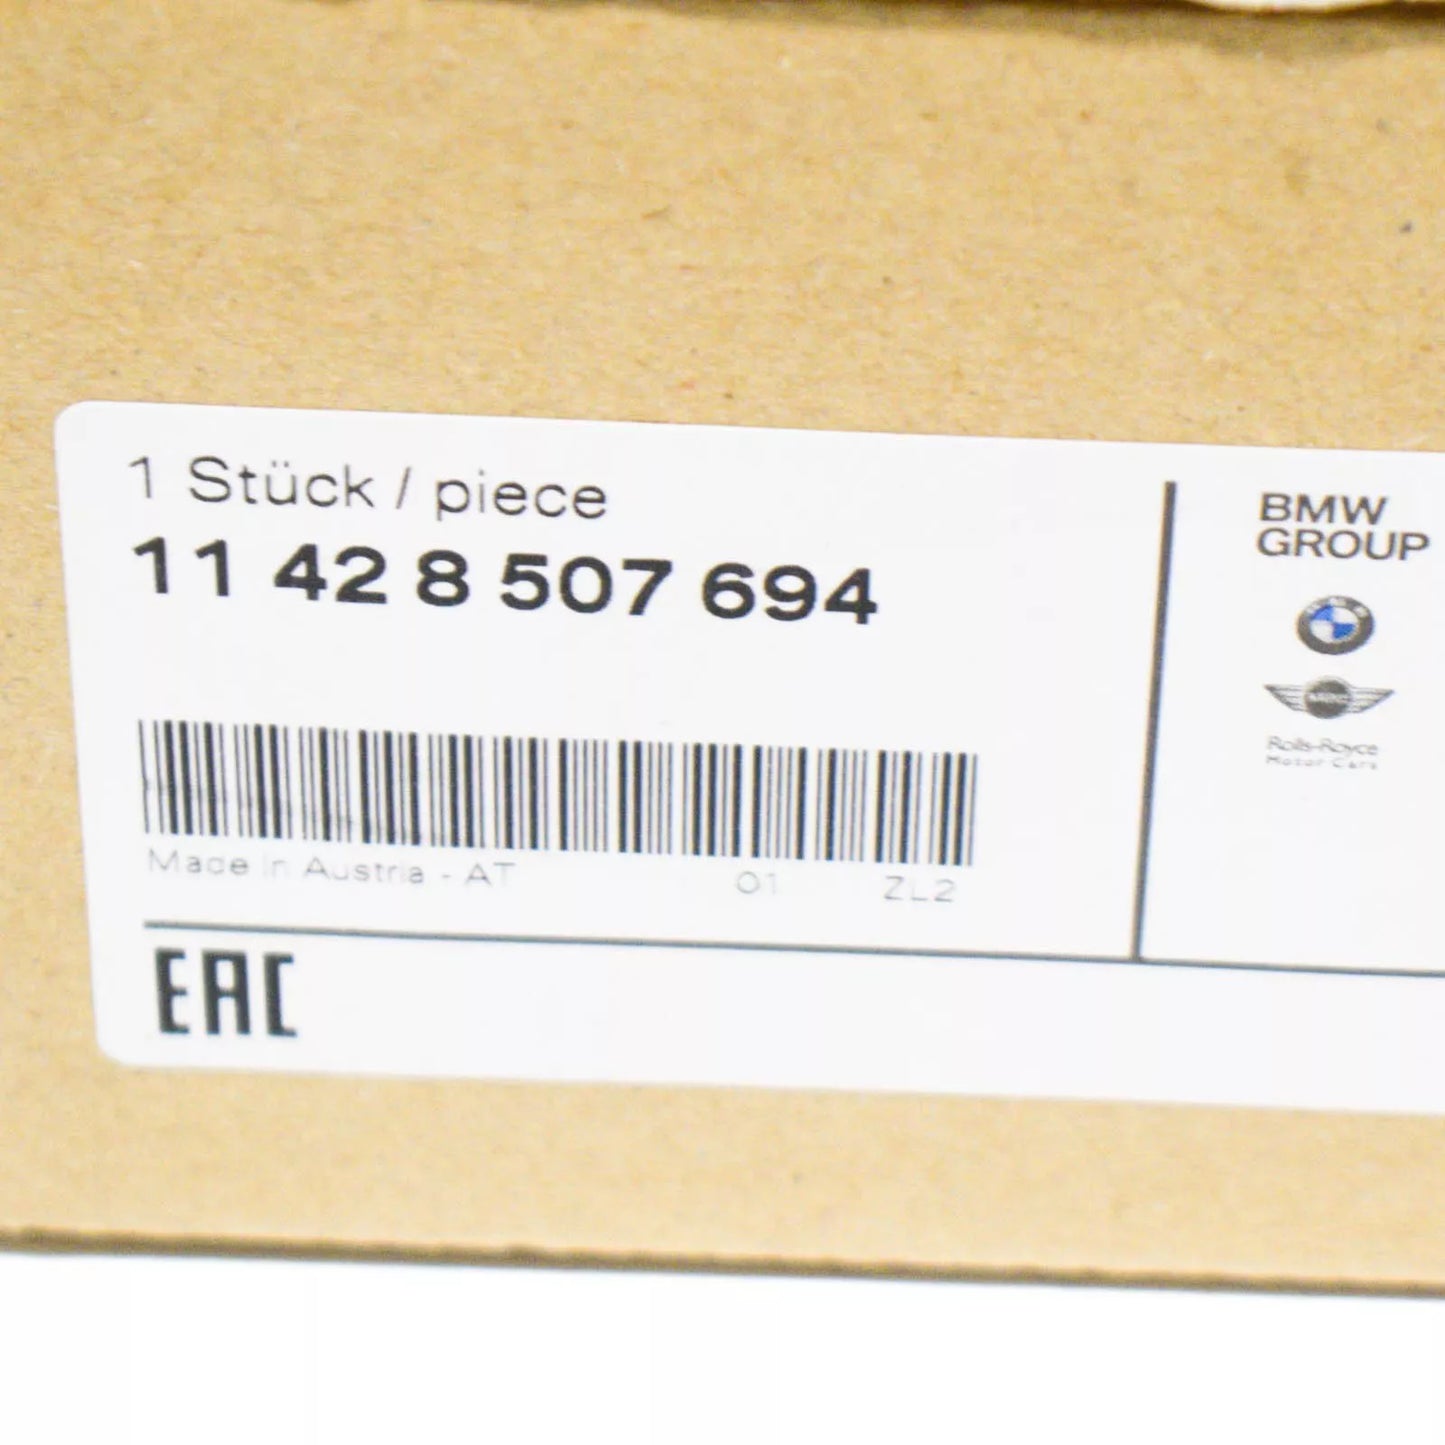 1 Stück / piece
11 42 8 507 694
Made in Austria - AT 01 ZL2
EAC
BMW
GROUP
MINI
Rolls-Royce
Motor Cars